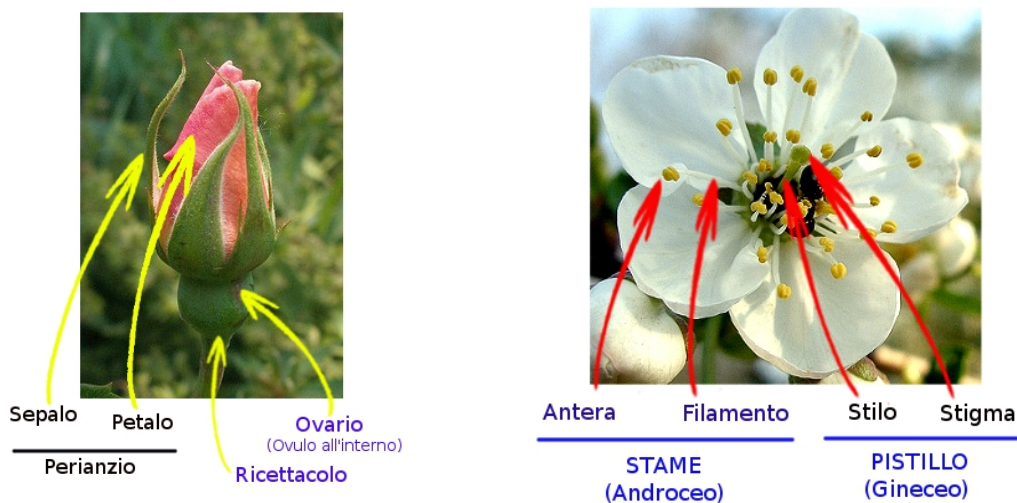 Sepalo
Petalo
Perianzio
Ovario
(Ovulo all'interno)
Ricettacolo
Antera
Filamento
STAME
(Androceo)
Stilo
Stigma
PISTILLO
(Gineceo)